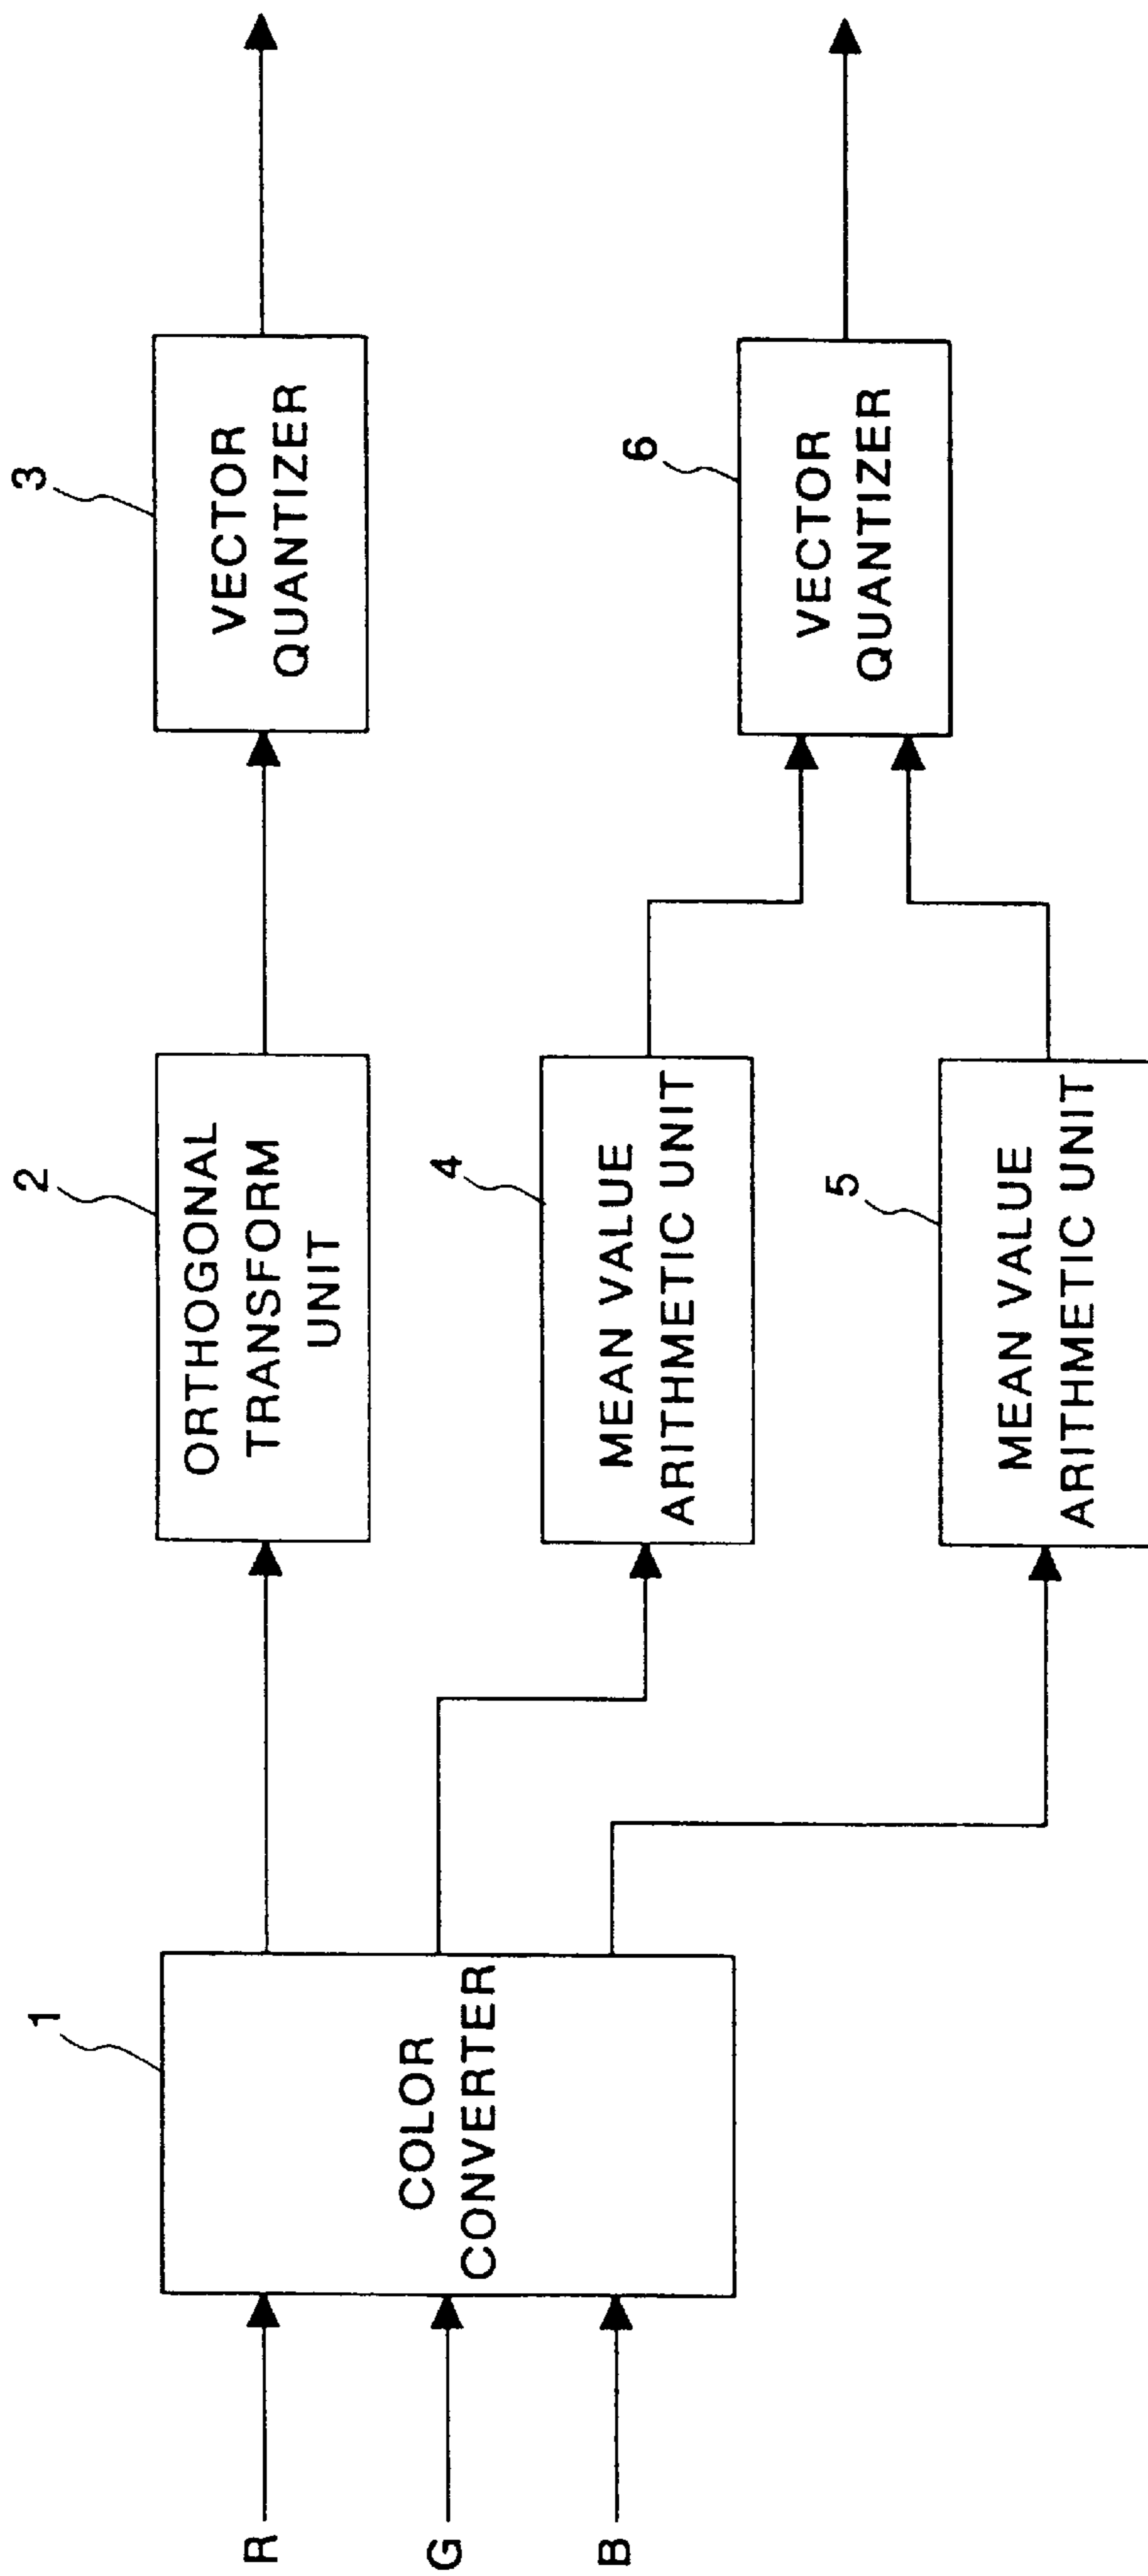 R
G
B
1
COLOR
CONVERTER
2
ORTHOGONAL
TRANSFORM
UNIT
3
VECTOR
QUANTIZER
4
MEAN VALUE
ARITHMETIC UNIT
5
MEAN VALUE
ARITHMETIC UNIT
6
VECTOR
QUANTIZER